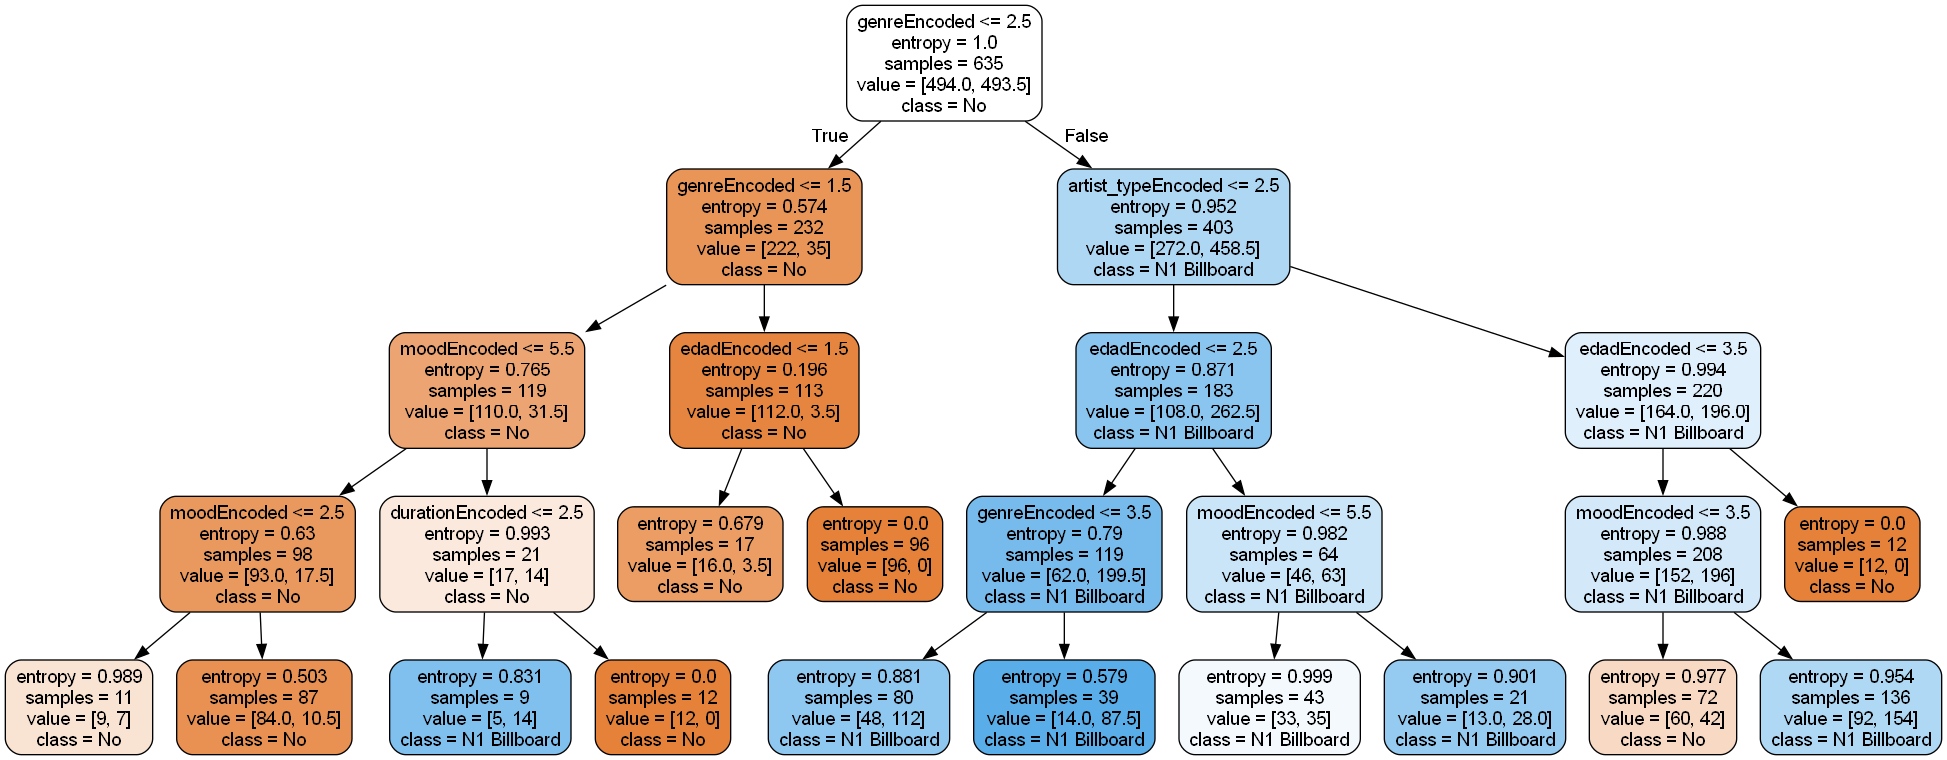 genreEncoded <= 2.5
entropy = 1.0
samples = 635
value = [494.0, 493.5]
class = No
True
False
genreEncoded <= 1.5
entropy = 0.574
samples = 232
value = [222, 35]
class = No
artist_typeEncoded <= 2.5
entropy = 0.952
samples = 403
value = [272.0, 458.5]
class = N1 Billboard
moodEncoded <= 5.5
entropy = 0.765
samples = 119
value = [110.0, 31.5]
class = No
edadEncoded <= 1.5
entropy = 0.196
samples = 113
value = [112.0, 3.5]
class = No
edadEncoded <= 2.5
entropy = 0.871
samples = 183
value = [108.0, 262.5]
class = N1 Billboard
edadEncoded <= 3.5
entropy = 0.994
samples = 220
value = [164.0, 196.0]
class = N1 Billboard
moodEncoded <= 2.5
entropy = 0.63
samples = 98
value = [93.0, 17.5]
class = No
durationEncoded <= 2.5
entropy = 0.993
samples = 21
value = [17, 14]
class = No
entropy = 0.679
samples = 17
value = [16.0, 3.5]
class = No
entropy = 0.0
samples = 96
value = [96, 0]
class = No
genreEncoded <= 3.5
entropy = 0.79
samples = 119
value = [62.0, 199.5]
class = N1 Billboard
moodEncoded <= 5.5
entropy = 0.982
samples = 64
value = [46, 63]
class = N1 Billboard
moodEncoded <= 3.5
entropy = 0.988
samples = 208
value = [152, 196]
class = N1 Billboard
entropy = 0.0
samples = 12
value = [12, 0]
class = No
entropy = 0.989
samples = 11
value = [9, 7]
class = No
entropy = 0.503
samples = 87
value = [84.0, 10.5]
class = No
entropy = 0.831
samples = 9
value = [5, 14]
class = N1 Billboard
entropy = 0.0
samples = 12
value = [12, 0]
class = No
entropy = 0.881
samples = 80
value = [48, 112]
class = N1 Billboard
entropy = 0.579
samples = 39
value = [14.0, 87.5]
class = N1 Billboard
entropy = 0.999
samples = 43
value = [33, 35]
class = N1 Billboard
entropy = 0.901
samples = 21
value = [13.0, 28.0]
class = N1 Billboard
entropy = 0.977
samples = 72
value = [60, 42]
class = No
entropy = 0.954
samples = 136
value = [92, 154]
class = N1 Billboard